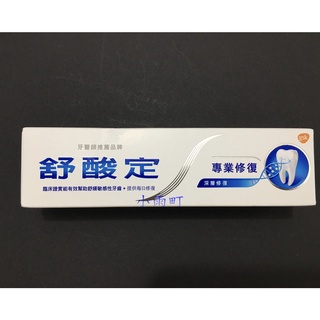 牙醫師推薦品牌
舒酸定
臨床證實能有效幫助舒緩敏感性牙齒+提供每日修復
專業修復
深層修復
gsk
小雨町